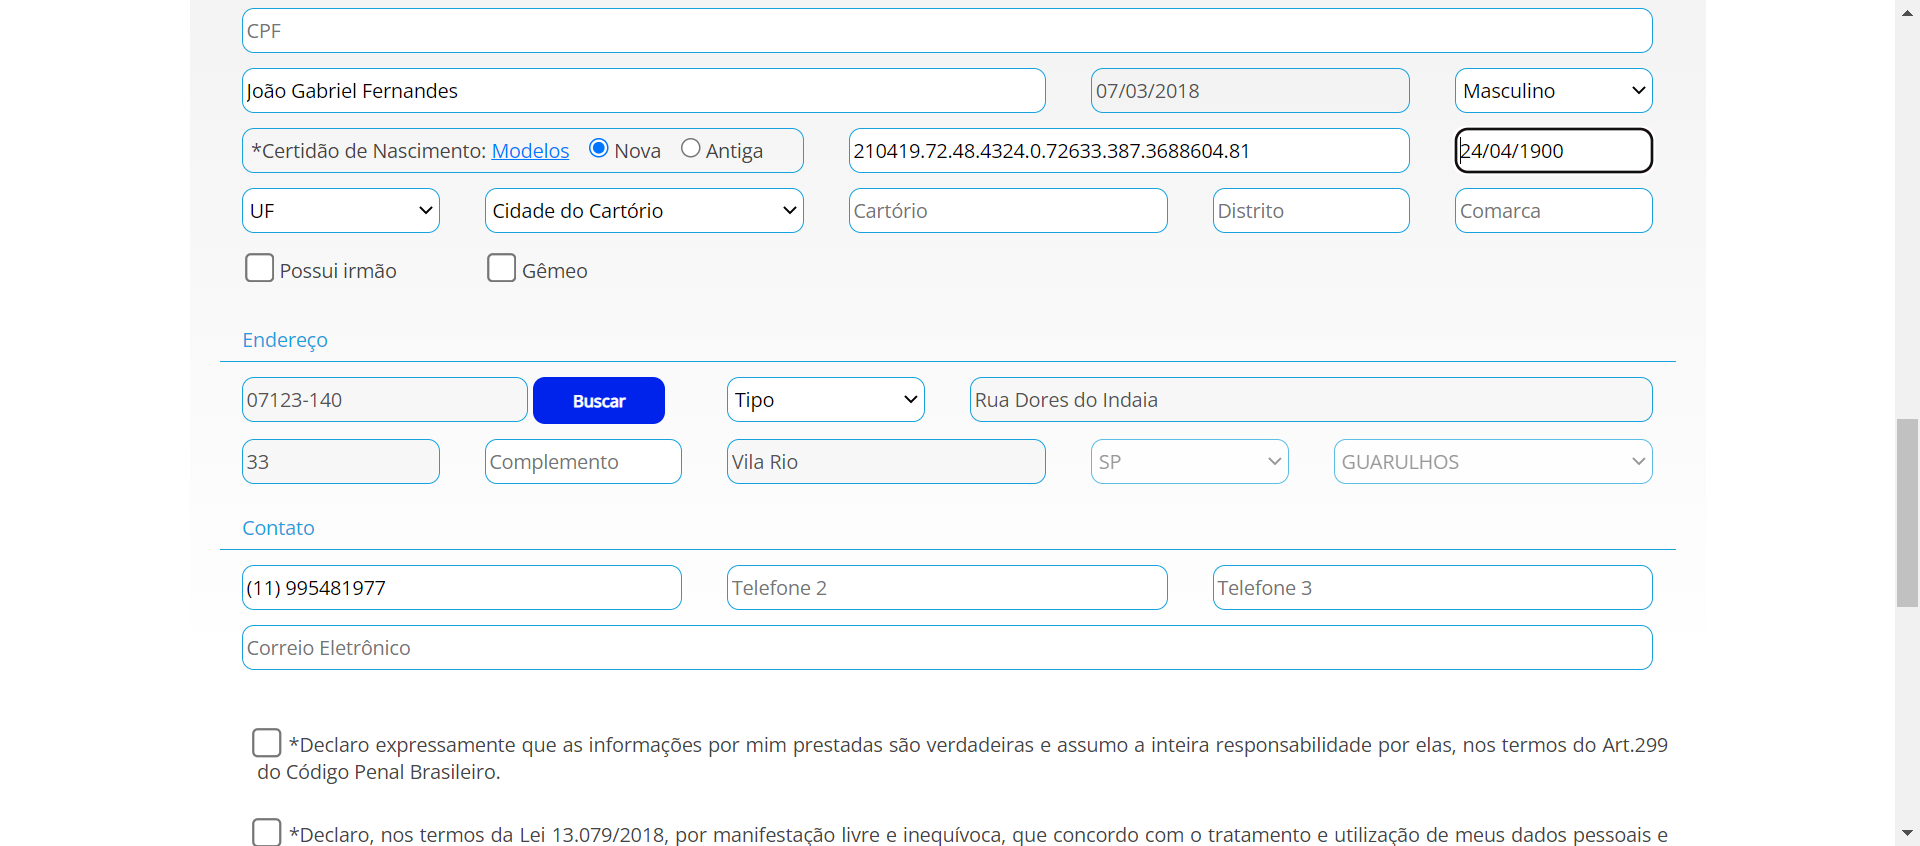 CPF
João Gabriel Fernandes 07/03/2018 Masculino
*Certidão de Nascimento: Modelos Nova Antiga 210419.72.48.4324.0.72633.387.3688604.81 24/04/1900
UF Cidade do Cartório Cartório Distrito Comarca
Possui irmão Gêmeo
Endereço
07123-140 Buscar Tipo Rua Dores do Indaia
33 Complemento Vila Rio SP GUARULHOS
Contato
(11) 995481977 Telefone 2 Telefone 3
Correio Eletrônico
*Declaro expressamente que as informações por mim prestadas são verdadeiras e assumo a inteira responsabilidade por elas, nos termos do Art.299
do Código Penal Brasileiro.
*Declaro, nos termos da Lei 13.079/2018, por manifestação livre e inequívoca, que concordo com o tratamento e utilização de meus dados pessoais e